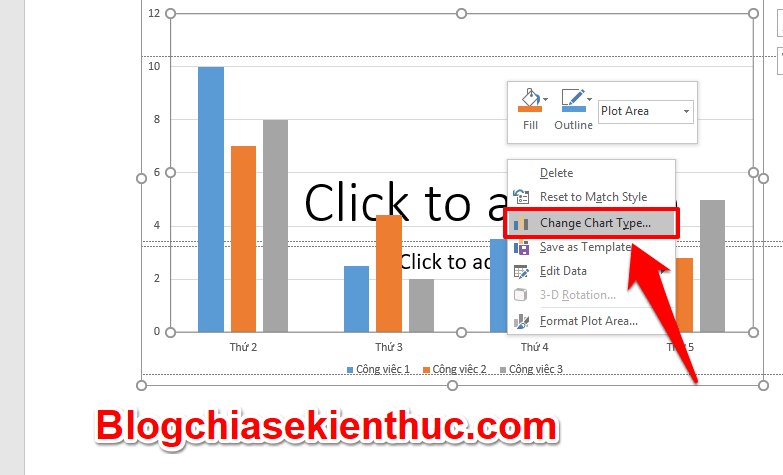 12
10
8
6
4
2
0
Fill
Outline
Plot Area
Delete
Reset to Match Style
Change Chart Type...
Save as Template
Edit Data
3-D Rotation...
Format Plot Area...
Click to a
Click to ad
Thứ 2
Thứ 3
Thứ 4
5
Công việc 1
Công việc 2
Công việc 3
Blogchiasekienthuc.com